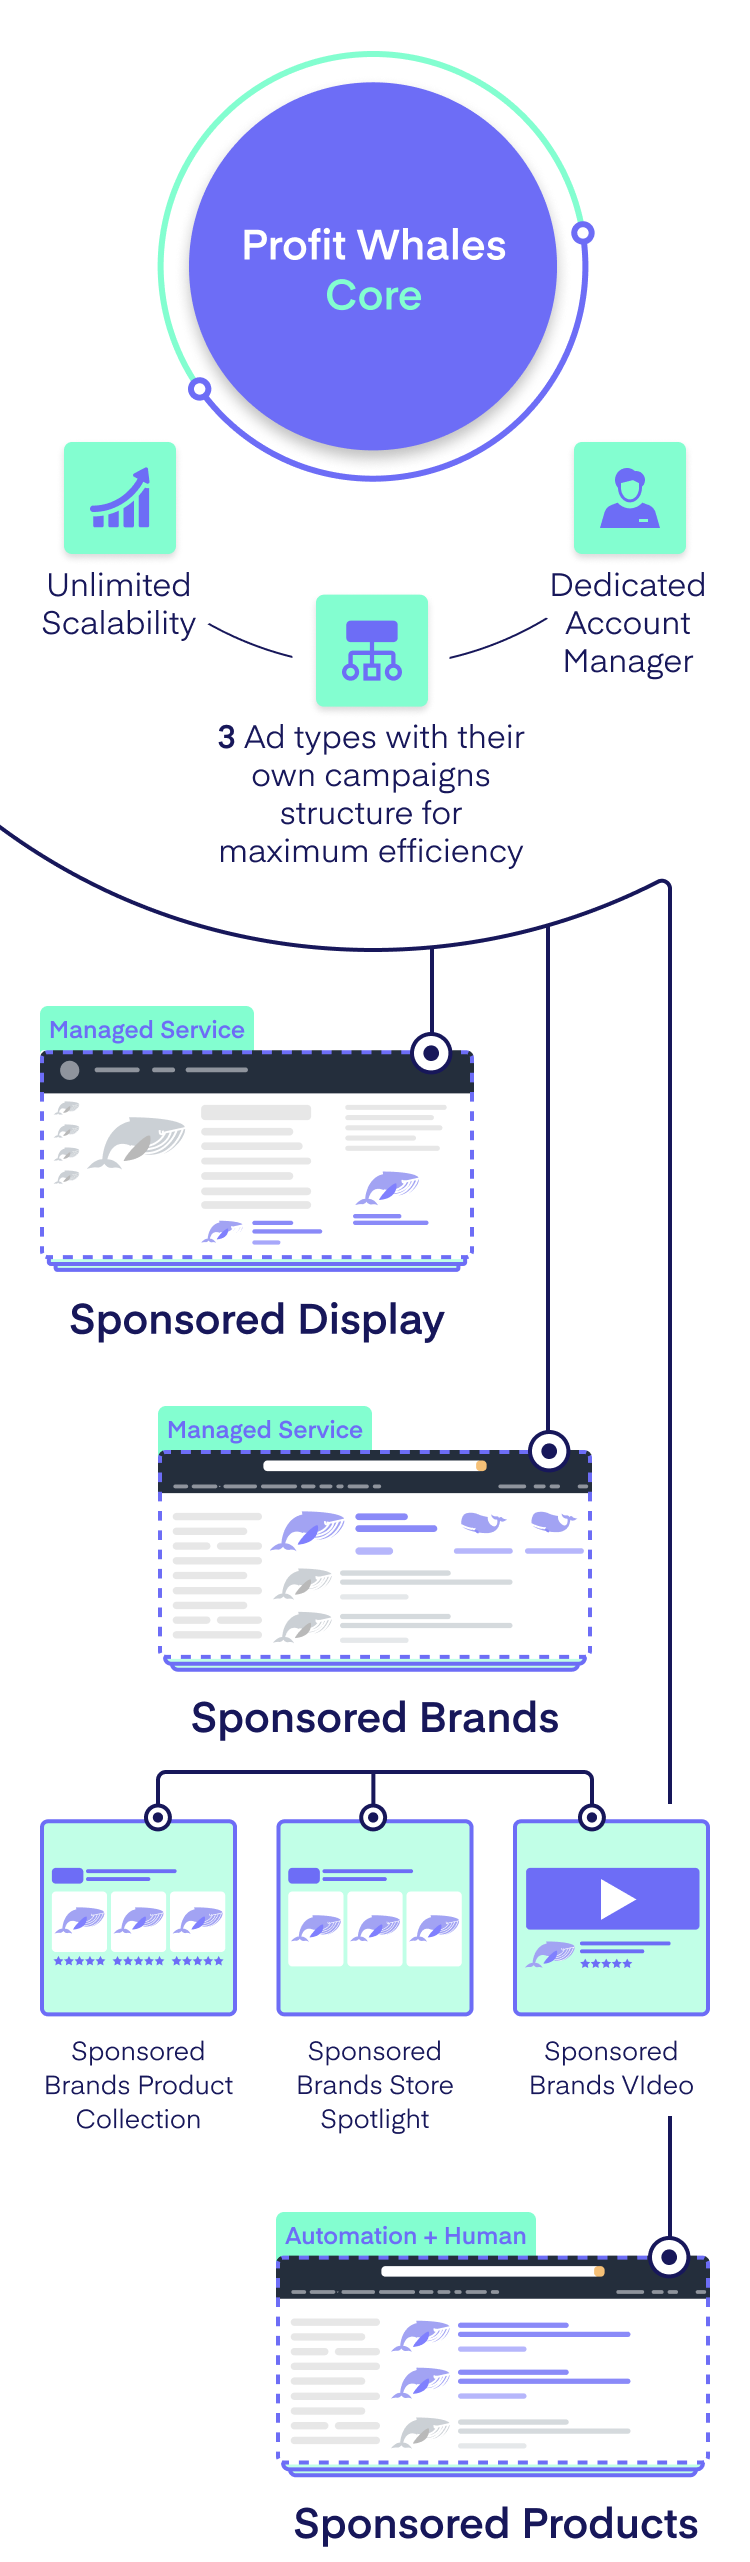 Profit Whales
Core
Unlimited
Scalability
Dedicated
Account
Manager
3 Ad types with their
own campaigns
structure for
maximum efficiency
Managed Service
Sponsored Display
Managed Service
Sponsored Brands
Sponsored
Brands Product
Collection
Sponsored
Brands Store
Spotlight
Sponsored
Brands VIdeo
Automation + Human
Sponsored Products